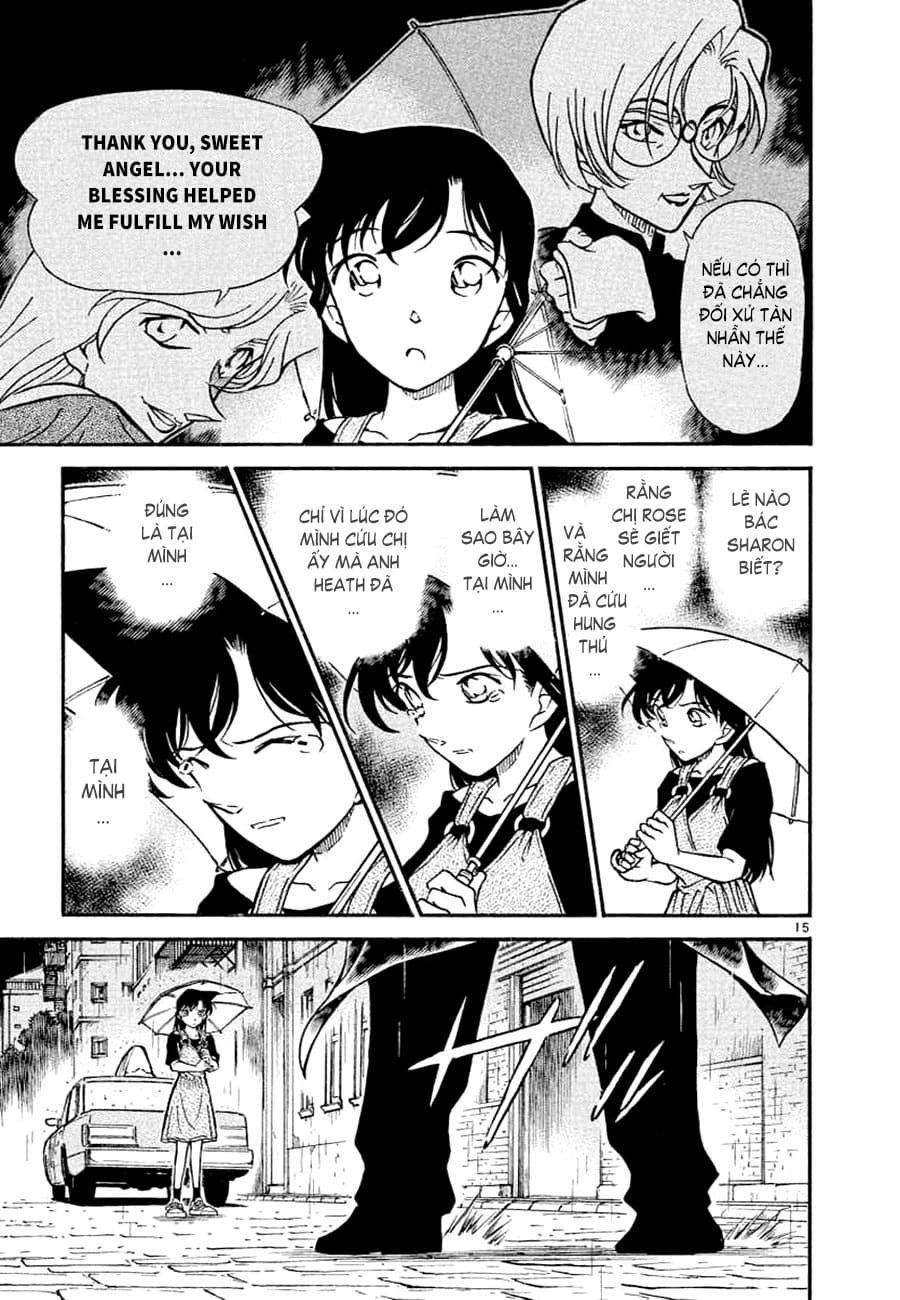 NẾU CÓ THÌ
ĐÃ CHẲNG
ĐỐI XỬ TÀN
NHẪN THẾ
NÀY...
THANK YOU, SWEET
ANGEL... YOUR
BLESSING HELPED
ME FULFILL MY WISH
...
LẼ NÀO
BÁC
SHARON
BIẾT?
RẰNG
CHỊ ROSE
SẼ GIẾT
NGƯỜI
...
VÀ
RẰNG
MÌNH
ĐÃ CỨU
HUNG
THỦ
...
LÀM
SAO BÂY
GIỜ...
TẠI MÌNH
...
CHỈ VÌ LÚC ĐÓ
MÌNH CỨU CHỊ
ẤY MÀ ANH
HEATH ĐÃ
...
ĐÚNG
LÀ TẠI
MÌNH
...
TẠI
MÌNH
...
15